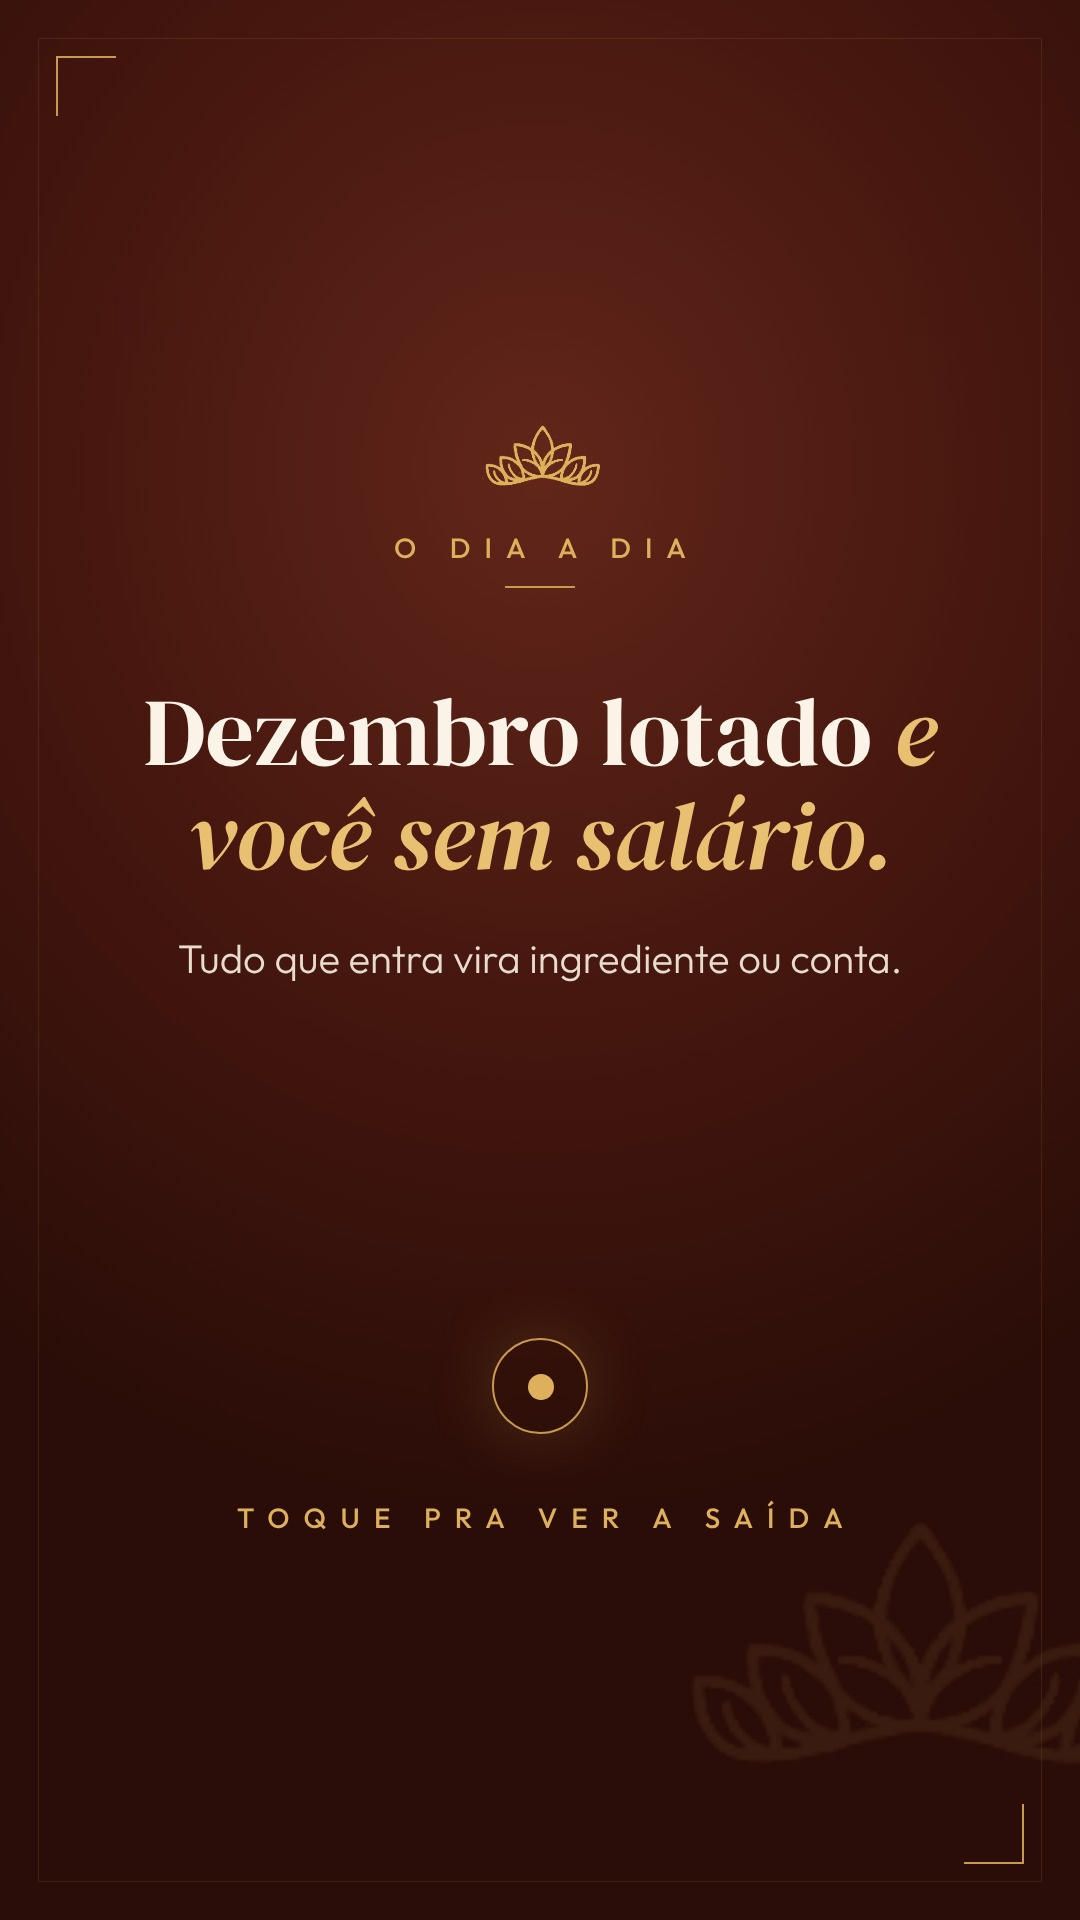 O DIA A DIA
Dezembro lotado e
você sem salário.
Tudo que entra vira ingrediente ou conta.
TOQUE PRA VER A SAÍDA